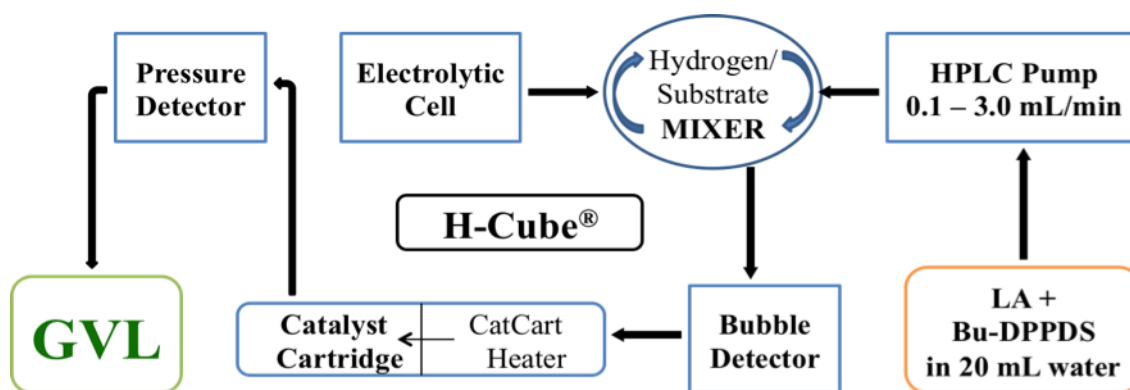 Pressure
Detector
Electrolytic
Cell
Hydrogen/
Substrate
MIXER
HPLC Pump
0.1 – 3.0 mL/min
H-Cube®
GVL
Catalyst
Cartridge
CatCart
Heater
Bubble
Detector
LA +
Bu-DPPDS
in 20 mL water